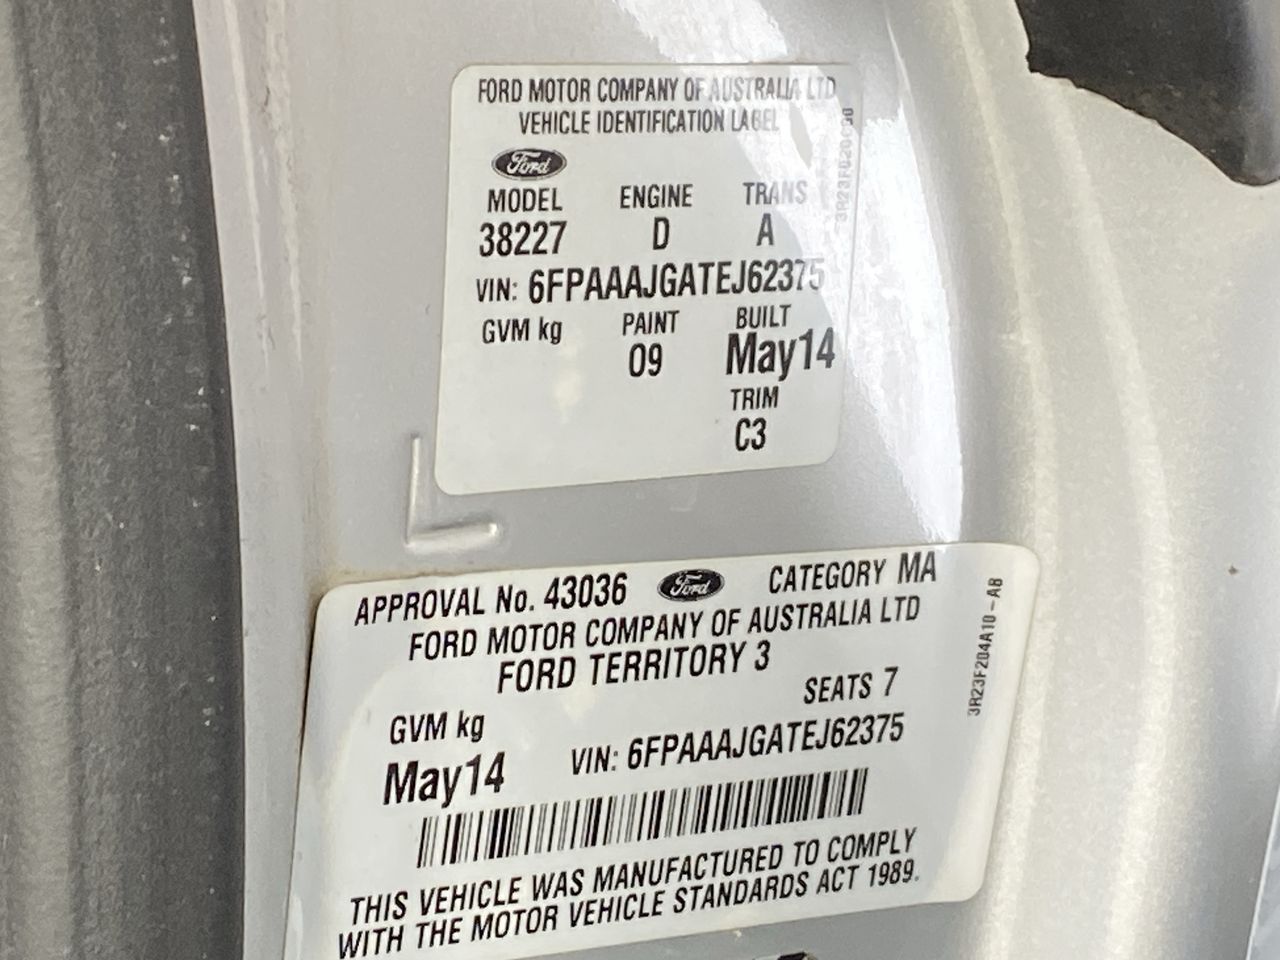 FORD MOTOR COMPANY OF AUSTRALIA LTD
VEHICLE IDENTIFICATION LABEL
Ford
MODEL ENGINE TRANS
38227 D A
VIN: 6FPAAAJGATEJ62375
GVM kg PAINT BUILT
09 May14
TRIM
C3
APPROVAL No. 43036 Ford CATEGORY MA
FORD MOTOR COMPANY OF AUSTRALIA LTD
FORD TERRITORY 3
SEATS 7
GVM kg
May14 VIN: 6FPAAAJGATEJ62375
THIS VEHICLE WAS MANUFACTURED TO COMPLY
WITH THE MOTOR VEHICLE STANDARDS ACT 1989.
3R23F204A10-AB